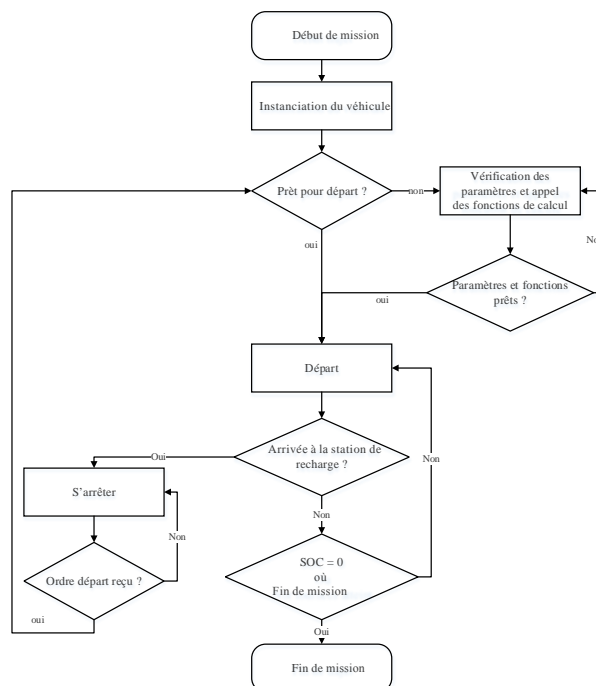 Début de mission
Instanciation du véhicule
Prèt pour départ ?
non
Vérification des
paramètres et appel
des fonctions de calcul
oui
No
Paramètres et fonctions
prêts ?
oui
Départ
Arrivée à la station de
recharge ?
Oui
Non
S’arrêter
Non
Non
SOC = 0
où
Fin de mission
Ordre départ reçu ?
oui
Oui
Fin de mission